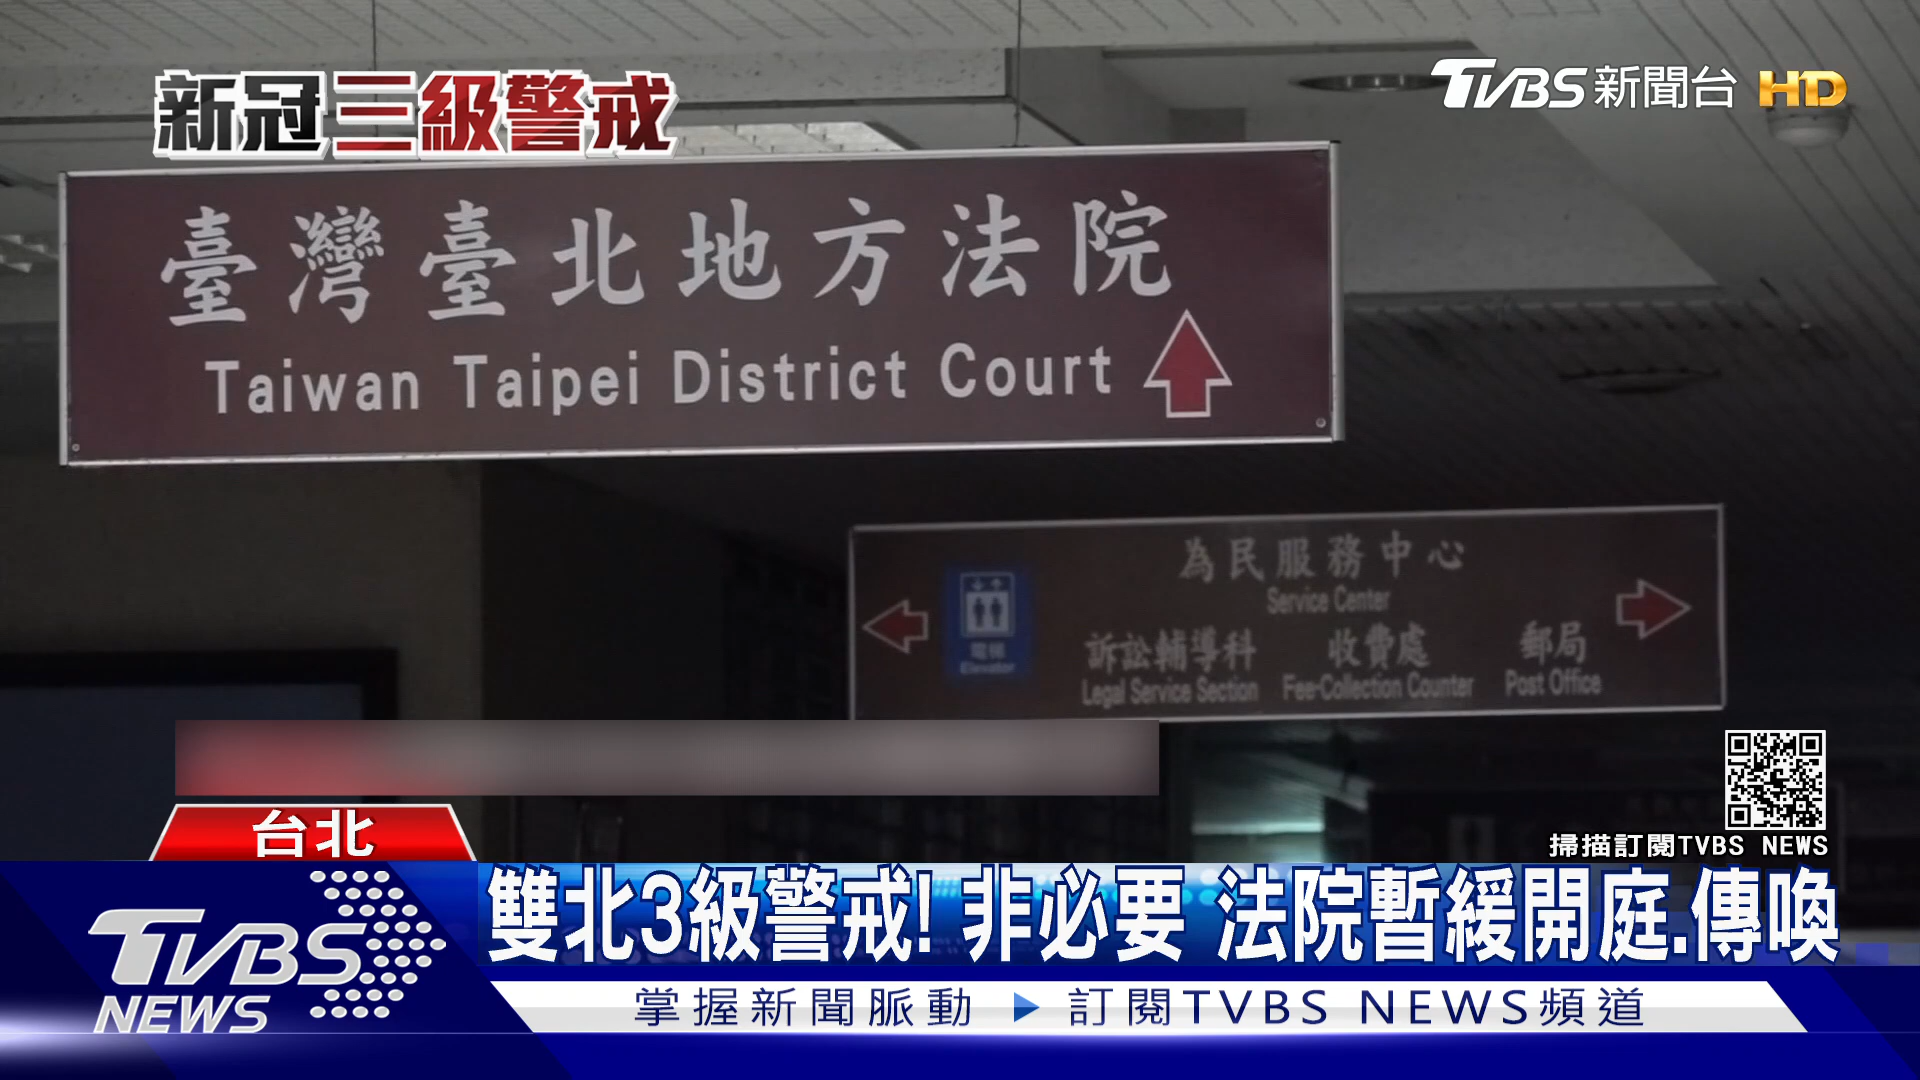 新冠三級警戒
TVBS新聞台 HD
臺灣臺北地方法院
Taiwan Taipei District Court
為民服務中心
Service Center
電梯
Elevator
訴訟輔導科 收費處 郵局
Legal Service Section Fee-Collection Counter Post Office
掃描訂閱TVBS NEWS
台北
雙北3級警戒! 非必要 法院暫緩開庭.傳喚
TVBS
NEWS
掌握新聞脈動 ▶ 訂閱TVBS NEWS頻道